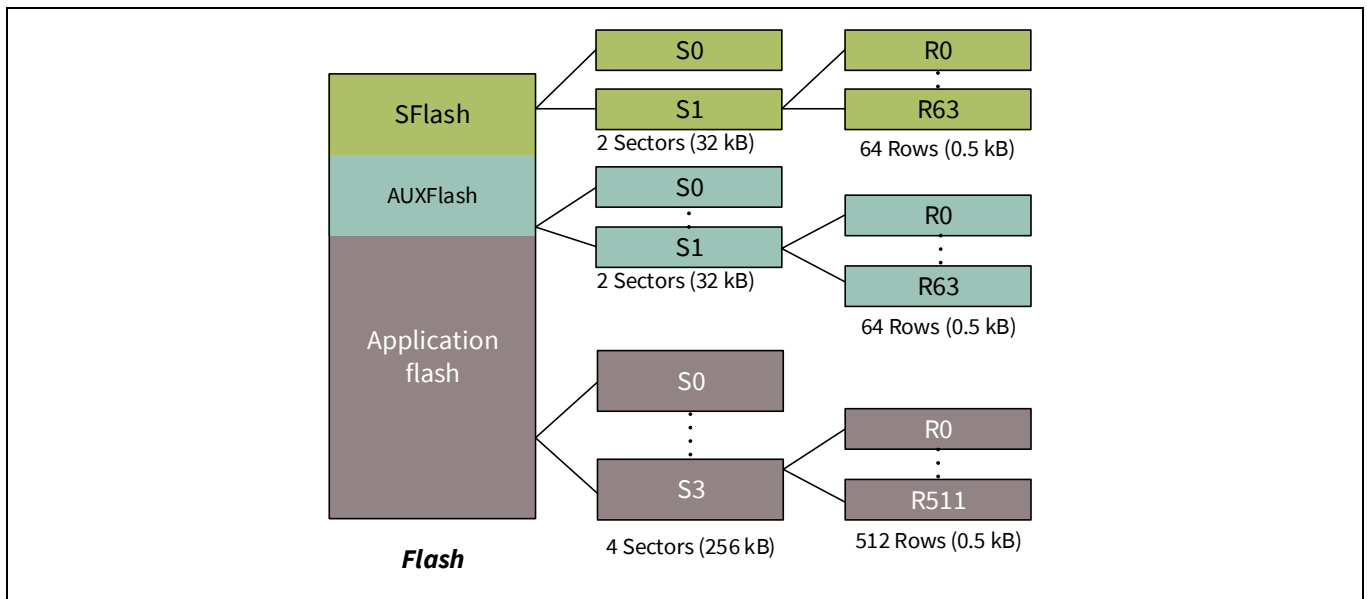 SFlash
AUXFlash
Application
flash
Flash
S0
S1
2 Sectors (32 kB)
R0
R63
64 Rows (0.5 kB)
S0
S1
2 Sectors (32 kB)
R0
R63
64 Rows (0.5 kB)
S0
S3
4 Sectors (256 kB)
R0
R511
512 Rows (0.5 kB)